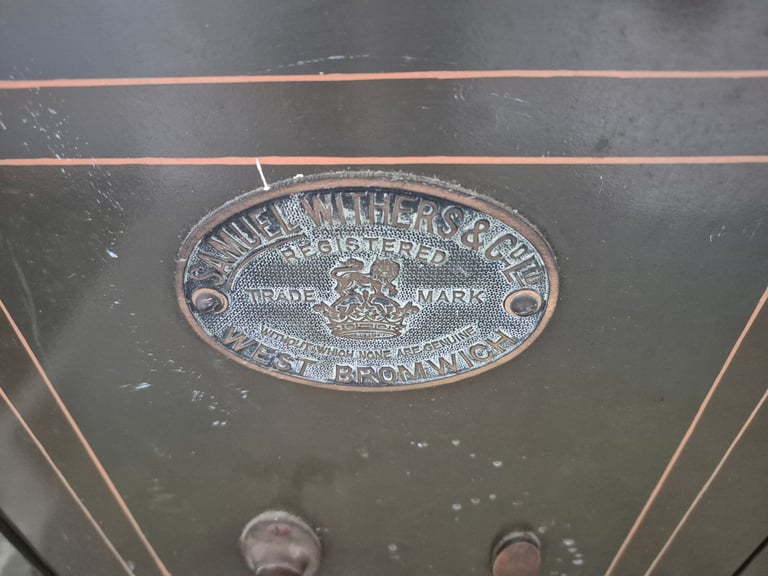 SAMUEL WITHERS & Co LTD
REGISTERED
TRADE MARK
WITHOUT WHICH NONE ARE GENUINE
WEST BROMWICH